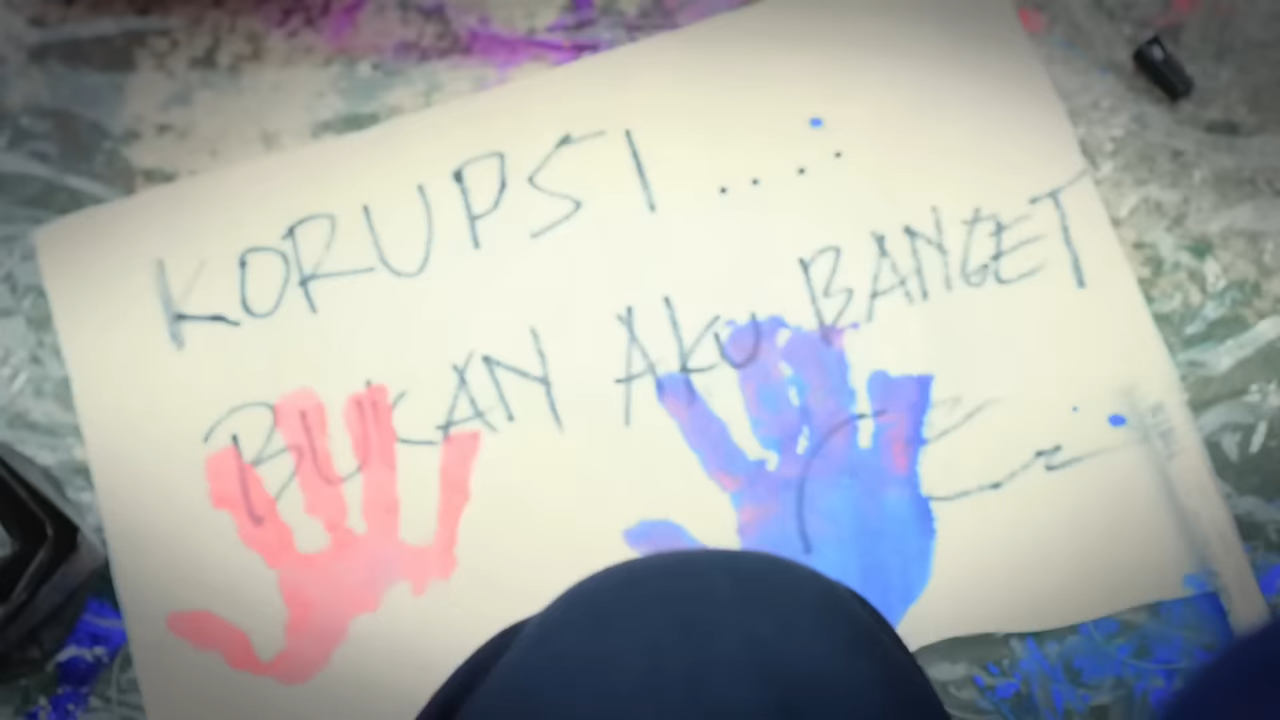 KORUPSI .....
BUKAN AKU BANGET